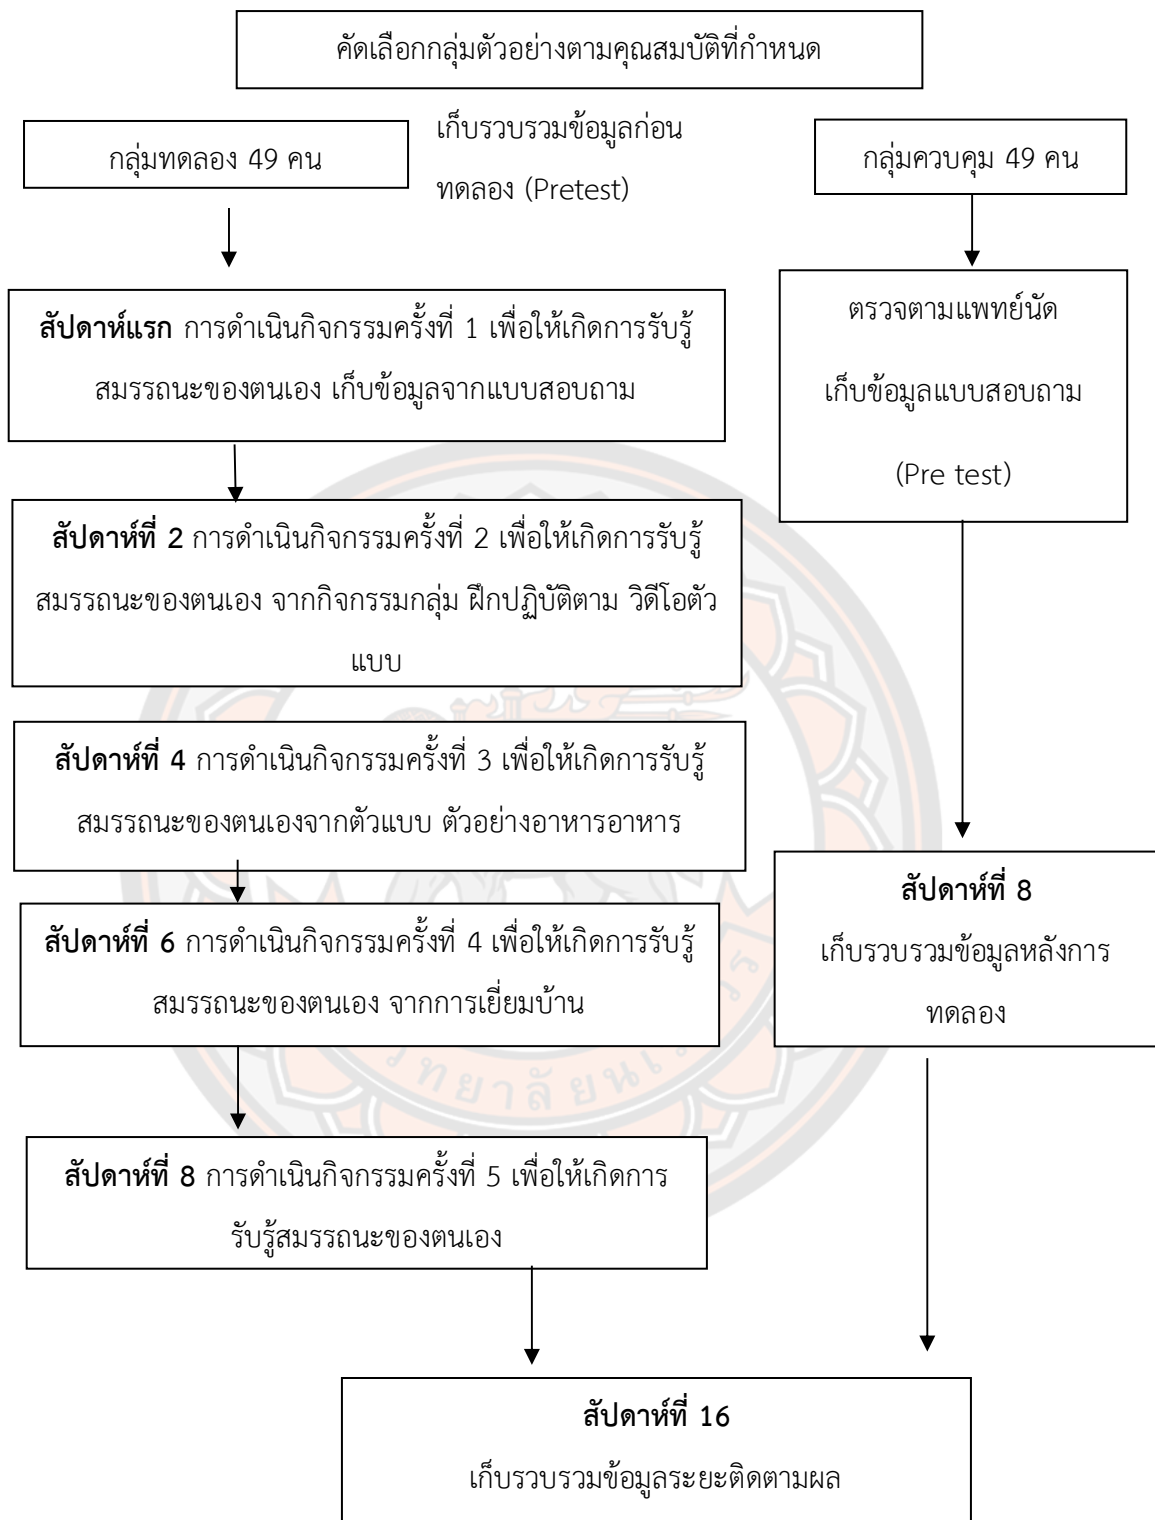 คัดเลือกกลุ่มตัวอย่างตามคุณสมบัติที่กำหนด
กลุ่มทดลอง 49 คน
เก็บรวบรวมข้อมูลก่อน
ทดลอง (Pretest)
กลุ่มควบคุม 49 คน
สัปดาห์แรก การดำเนินกิจกรรมครั้งที่ 1 เพื่อให้เกิดการรับรู้
สมรรถนะของตนเอง เก็บข้อมูลจากแบบสอบถาม
ตรวจตามแพทย์นัด
เก็บข้อมูลแบบสอบถาม
(Pre test)
สัปดาห์ที่ 2 การดำเนินกิจกรรมครั้งที่ 2 เพื่อให้เกิดการรับรู้
สมรรถนะของตนเอง จากกิจกรรมกลุ่ม ฝึกปฏิบัติตาม วิดีโอตัว
แบบ
สัปดาห์ที่ 4 การดำเนินกิจกรรมครั้งที่ 3 เพื่อให้เกิดการรับรู้
สมรรถนะของตนเองจากตัวแบบ ตัวอย่างอาหารอาหาร
สัปดาห์ที่ 6 การดำเนินกิจกรรมครั้งที่ 4 เพื่อให้เกิดการรับรู้
สมรรถนะของตนเอง จากการเยี่ยมบ้าน
สัปดาห์ที่ 8
เก็บรวบรวมข้อมูลหลังการ
ทดลอง
สัปดาห์ที่ 8 การดำเนินกิจกรรมครั้งที่ 5 เพื่อให้เกิดการ
รับรู้สมรรถนะของตนเอง
สัปดาห์ที่ 16
เก็บรวบรวมข้อมูลระยะติดตามผล